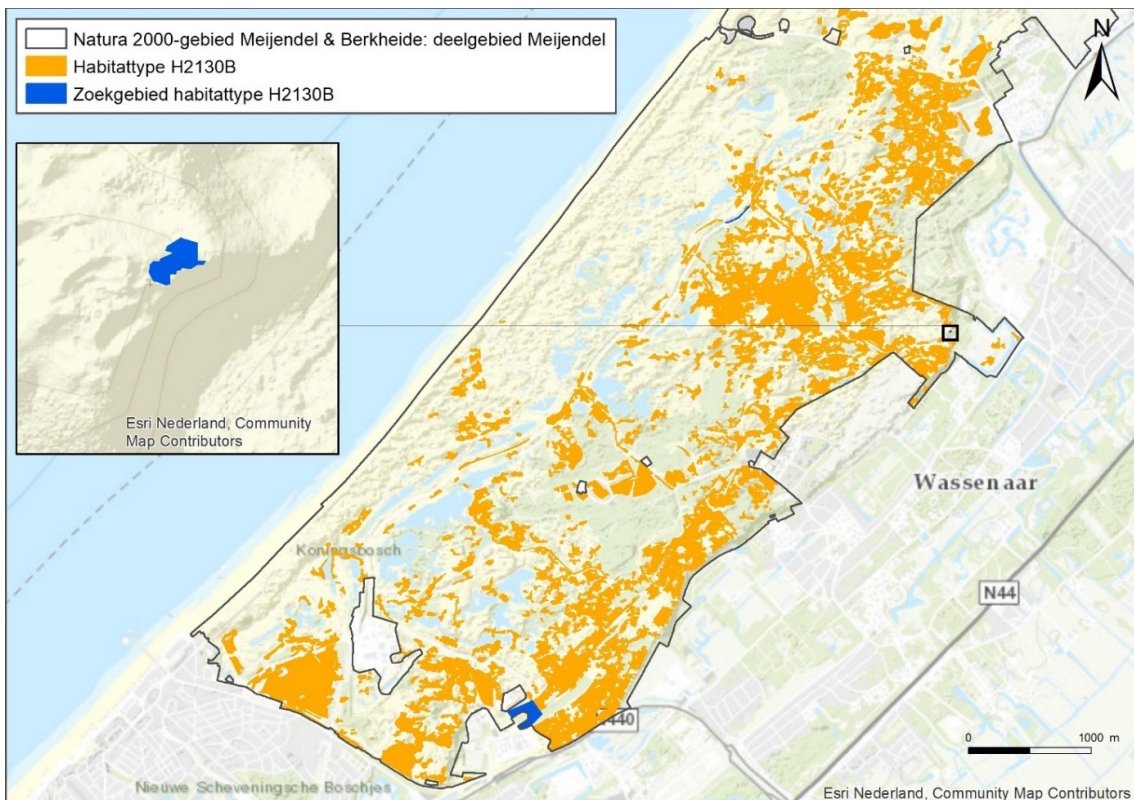 Natura 2000-gebied Meijendel & Berkheide: deelgebied Meijendel
Habitattype H2130B
Zoekgebied habitattype H2130B
N
Esri Nederland, Community
Map Contributors
Wassenaar
Koningsbosch
N44
440
0 1000 m
Nieuwe Scheveningsche Boschjes
Esri Nederland, Community Map Contributors